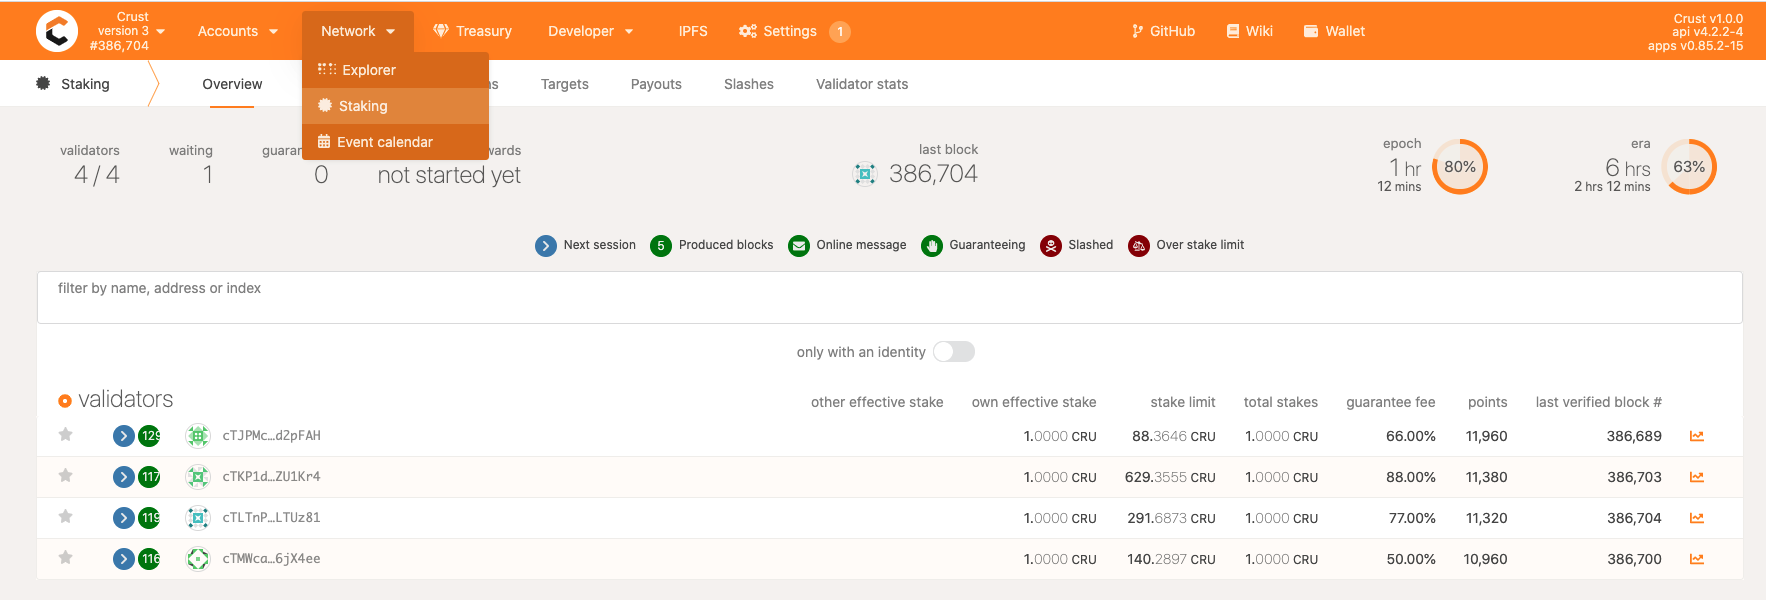 Crust
version 3
#386,704
Accounts
Network
Treasury
Developer
IPFS
Settings
1
GitHub
Wiki
Wallet
Crust v1.0.0
api v4.2.2-4
apps v0.85.2-15
Explorer
Staking
Event calendar
Staking
Overview
Targets
Payouts
Slashes
Validator stats
validators
4 / 4
waiting
1
0
not started yet
last block
386,704
epoch
1 hr
12 mins
80%
era
6 hrs
2 hrs 12 mins
63%
Next session
5 Produced blocks
Online message
Guaranteeing
Slashed
Over stake limit
filter by name, address or index
only with an identity
validators other effective stake own effective stake stake limit total stakes guarantee fee points last verified block #
129 cTJPMc…d2pFAH 1.0000 CRU 88.3646 CRU 1.0000 CRU 66.00% 11,960 386,689
117 cTKP1d…ZU1Kr4 1.0000 CRU 629.3555 CRU 1.0000 CRU 88.00% 11,380 386,703
119 cTLTnP…LTUz81 1.0000 CRU 291.6873 CRU 1.0000 CRU 77.00% 11,320 386,704
116 cTMWca…6jX4ee 1.0000 CRU 140.2897 CRU 1.0000 CRU 50.00% 10,960 386,700